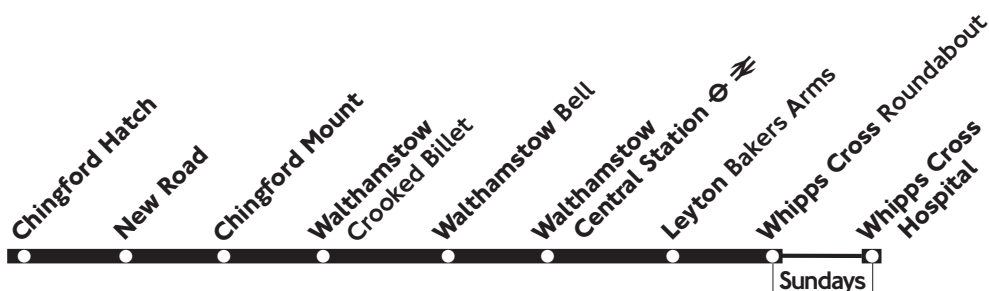 Chingford Hatch
New Road
Chingford Mount
Walthamstow
Crooked Billet
Walthamstow Bell
Walthamstow
Central Station
Leyton Bakers Arms
Whipps Cross Roundabout
Whipps Cross
Hospital
Sundays